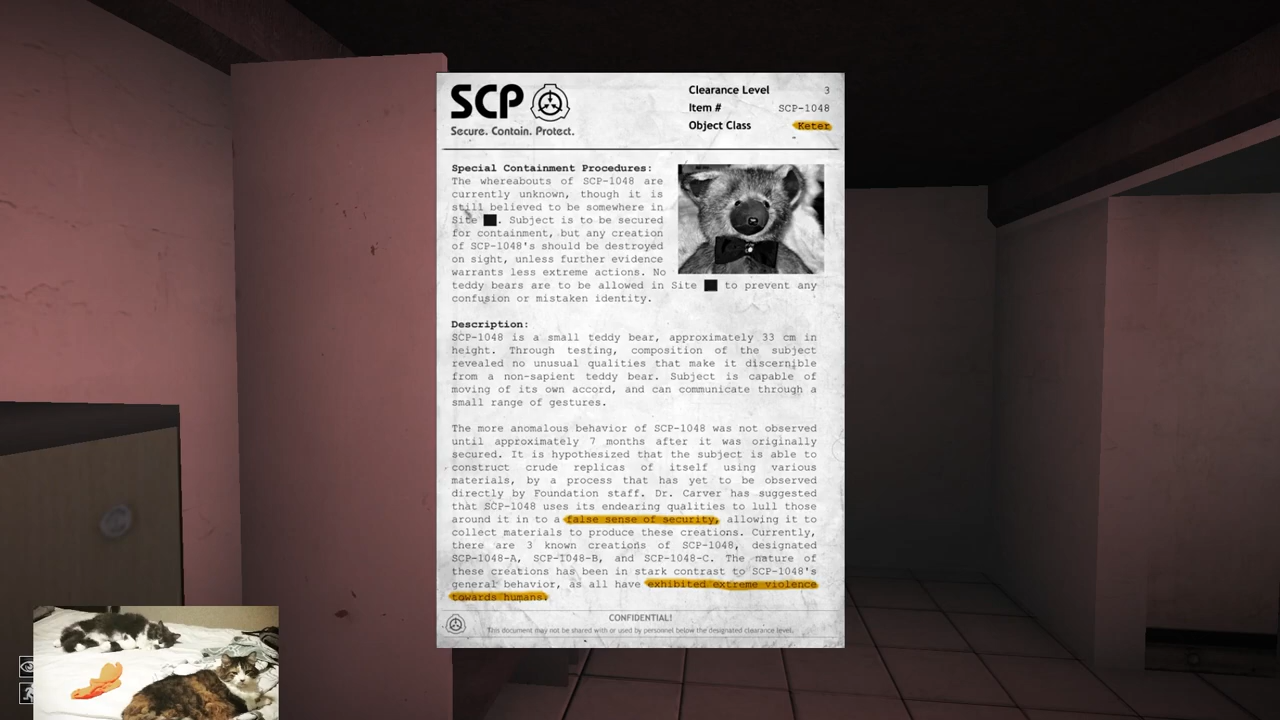 SCP
Secure. Contain. Protect.
Clearance Level 3
Item # SCP-1048
Object Class Keter
Special Containment Procedures:
The whereabouts of SCP-1048 are
currently unknown, though it is
still believed to be somewhere in
Site ██. Subject is to be secured
for containment, but any creation
of SCP-1048's should be destroyed
on sight, unless further evidence
warrants less extreme actions. No
teddy bears are to be allowed in Site ██ to prevent any
confusion or mistaken identity.
Description:
SCP-1048 is a small teddy bear, approximately 33 cm in
height. Through testing, composition of the subject
revealed no unusual qualities that make it discernible
from a non-sapient teddy bear. Subject is capable of
moving of its own accord, and can communicate through a
small range of gestures.
The more anomalous behavior of SCP-1048 was not observed
until approximately 7 months after it was originally
secured. It is hypothesized that the subject is able to
construct crude replicas of itself using various
materials, by a process that has yet to be observed
directly by Foundation staff. Dr. Carver has suggested
that SCP-1048 uses its endearing qualities to lull those
around it in to a false sense of security, allowing it to
collect materials to produce these creations. Currently,
there are 3 known creations of SCP-1048, designated
SCP-1048-A, SCP-1048-B, and SCP-1048-C. The nature of
these creations has been in stark contrast to SCP-1048's
general behavior, as all have exhibited extreme violence
towards humans.
CONFIDENTIAL!
This document may not be shared with or used by personnel below the designated clearance level.